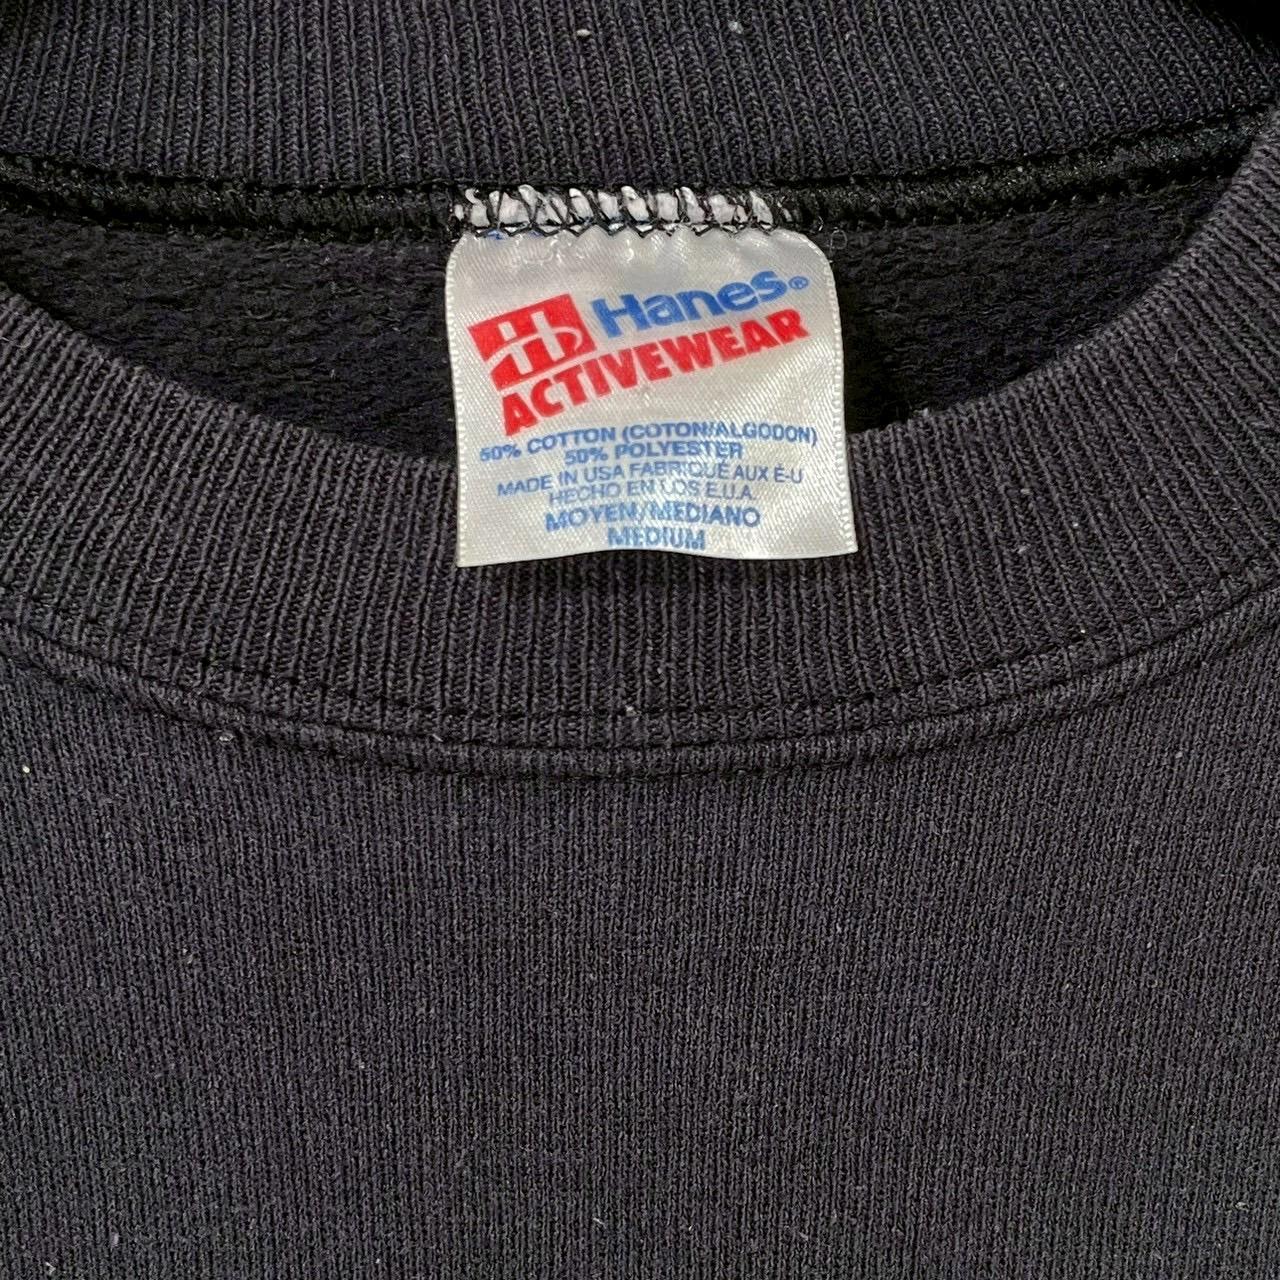 Hanes®
ACTIVEWEAR
50% COTTON (COTON/ALGODON)
50% POLYESTER
MADE IN USA FABRIQUÉ AUX É-U
HECHO EN LOS E.U.A.
MOYEN/MEDIANO
MEDIUM